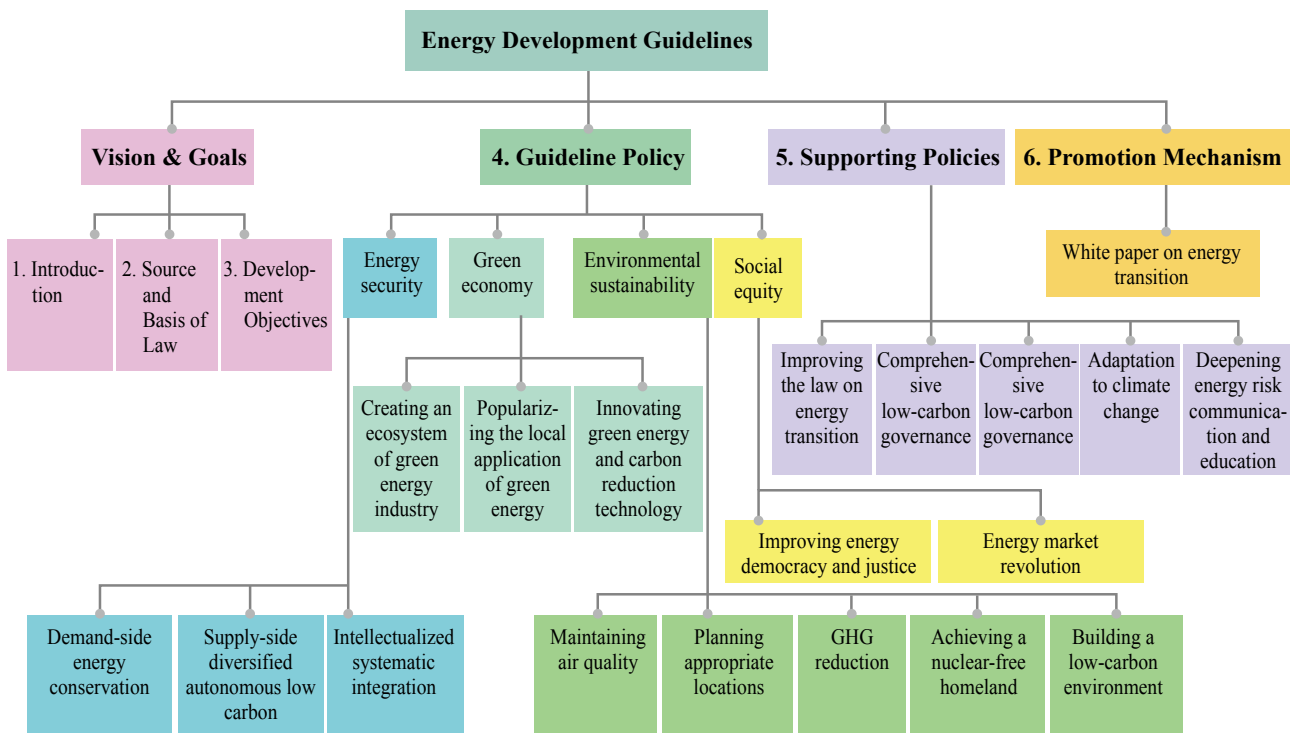 Energy Development Guidelines
Vision & Goals
4. Guideline Policy
5. Supporting Policies
6. Promotion Mechanism
1. Introduc-
tion
2. Source
and
Basis of
Law
3. Develop-
ment
Objectives
Energy
security
Green
economy
Environmental
sustainability
Social
equity
White paper on energy
transition
Improving
the law on
energy
transition
Comprehen-
sive
low-carbon
governance
Comprehen-
sive
low-carbon
governance
Adaptation
to climate
change
Deepening
energy risk
communica-
tion and
education
Creating an
ecosystem
of green
energy
industry
Populariz-
ing the local
application
of green
energy
Innovating
green energy
and carbon
reduction
technology
Improving energy
democracy and justice
Energy market
revolution
Demand-side
energy
conservation
Supply-side
diversified
autonomous low
carbon
Intellectualized
systematic
integration
Maintaining
air quality
Planning
appropriate
locations
GHG
reduction
Achieving a
nuclear-free
homeland
Building a
low-carbon
environment